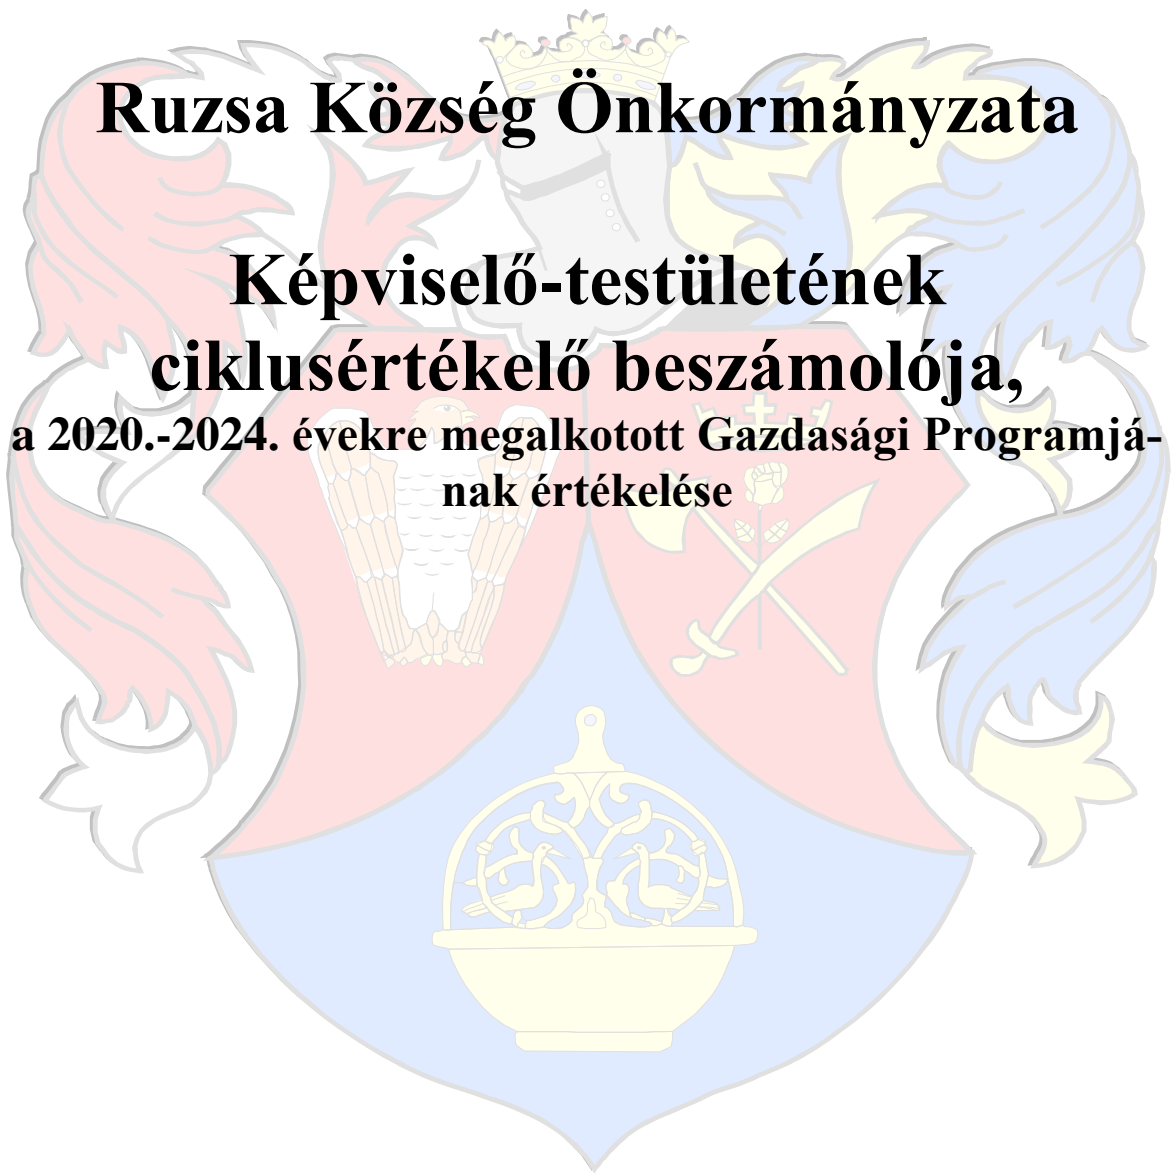 Ruzsa Község Önkormányzata
Képviselő-testületének
ciklusértékelő beszámolója,
a 2020.-2024. évekre megalkotott Gazdasági Programjá-
nak értékelése